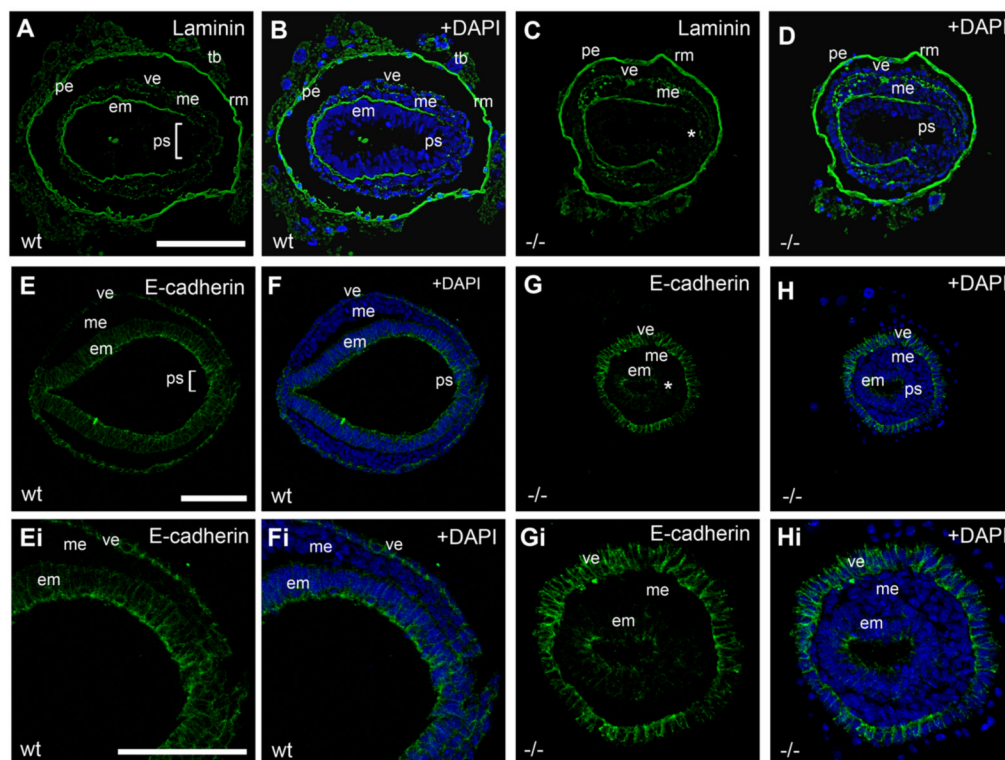 A Laminin
tb
ve
pe
me
em
rm
ps
wt
B +DAPI
tb
ve
pe
me
em
rm
ps
wt
C Laminin
pe
rm
ve
me
*
-/-
D +DAPI
pe
rm
ve
me
ps
-/-
E E-cadherin
ve
me
em
ps
wt
F +DAPI
ve
me
em
ps
wt
G E-cadherin
ve
me
em
*
-/-
H +DAPI
ve
me
em
ps
-/-
Ei E-cadherin
me ve
em
wt
Fi +DAPI
me ve
em
wt
Gi E-cadherin
ve
me
em
-/-
Hi +DAPI
ve
me
em
-/-